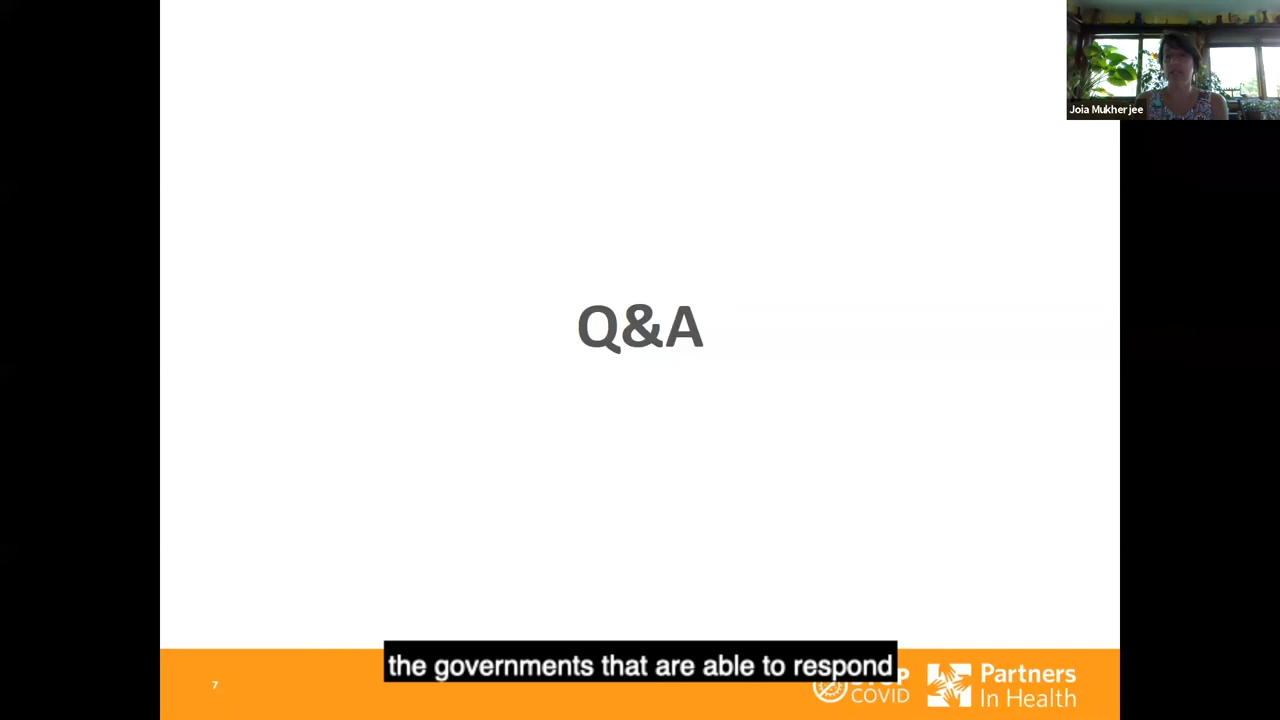 Joia Mukherjee
Q&A
the governments that are able to respond
7
COVID
Partners
In Health